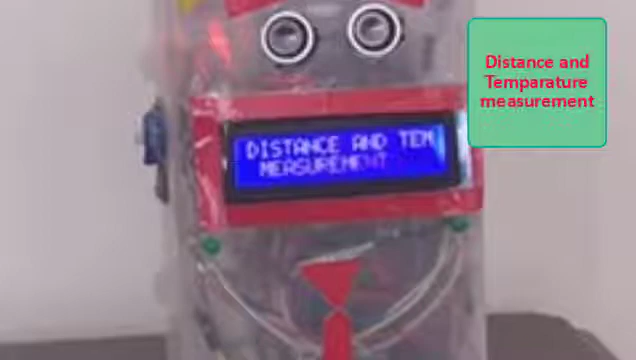 DISTANCE AND TEM
MEASUREMENT
Distance and
Temparature
measurement